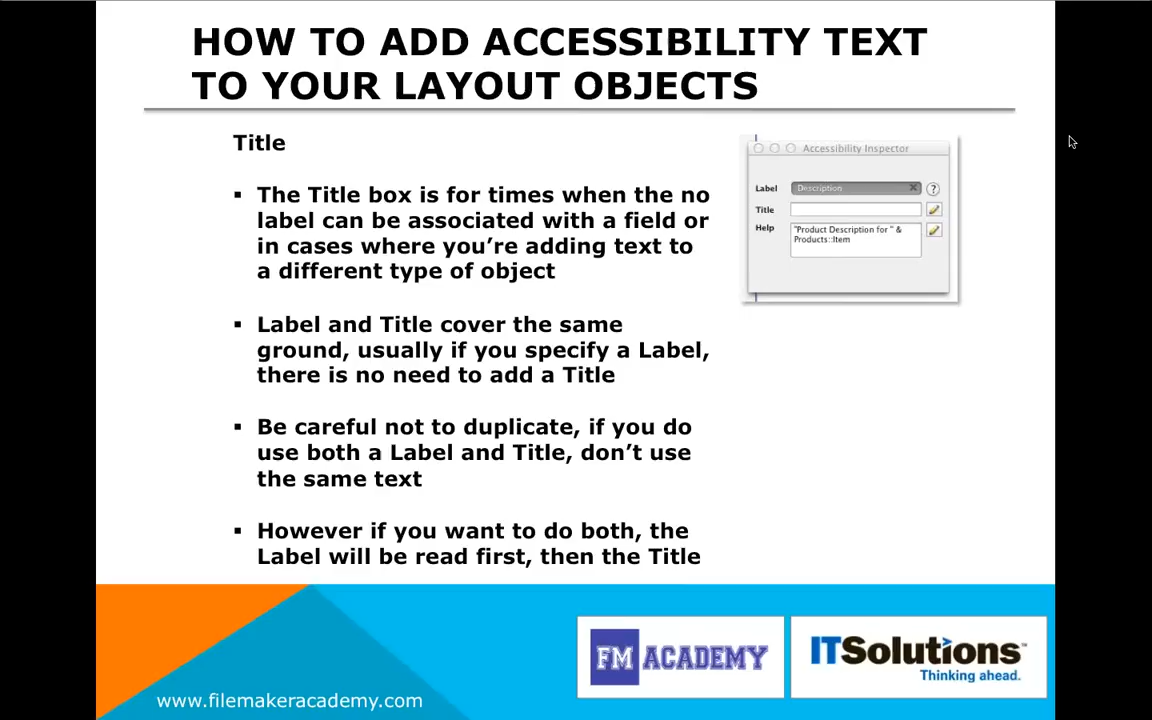 HOW TO ADD ACCESSIBILITY TEXT
TO YOUR LAYOUT OBJECTS
Title
▪ The Title box is for times when the no
label can be associated with a field or
in cases where you’re adding text to
a different type of object
▪ Label and Title cover the same
ground, usually if you specify a Label,
there is no need to add a Title
▪ Be careful not to duplicate, if you do
use both a Label and Title, don’t use
the same text
▪ However if you want to do both, the
Label will be read first, then the Title
Accessibility Inspector
Label Description ?
Title
Help "Product Description for " &
Products::Item
www.filemakeracademy.com
FM ACADEMY
ITSolutions™
Thinking ahead.